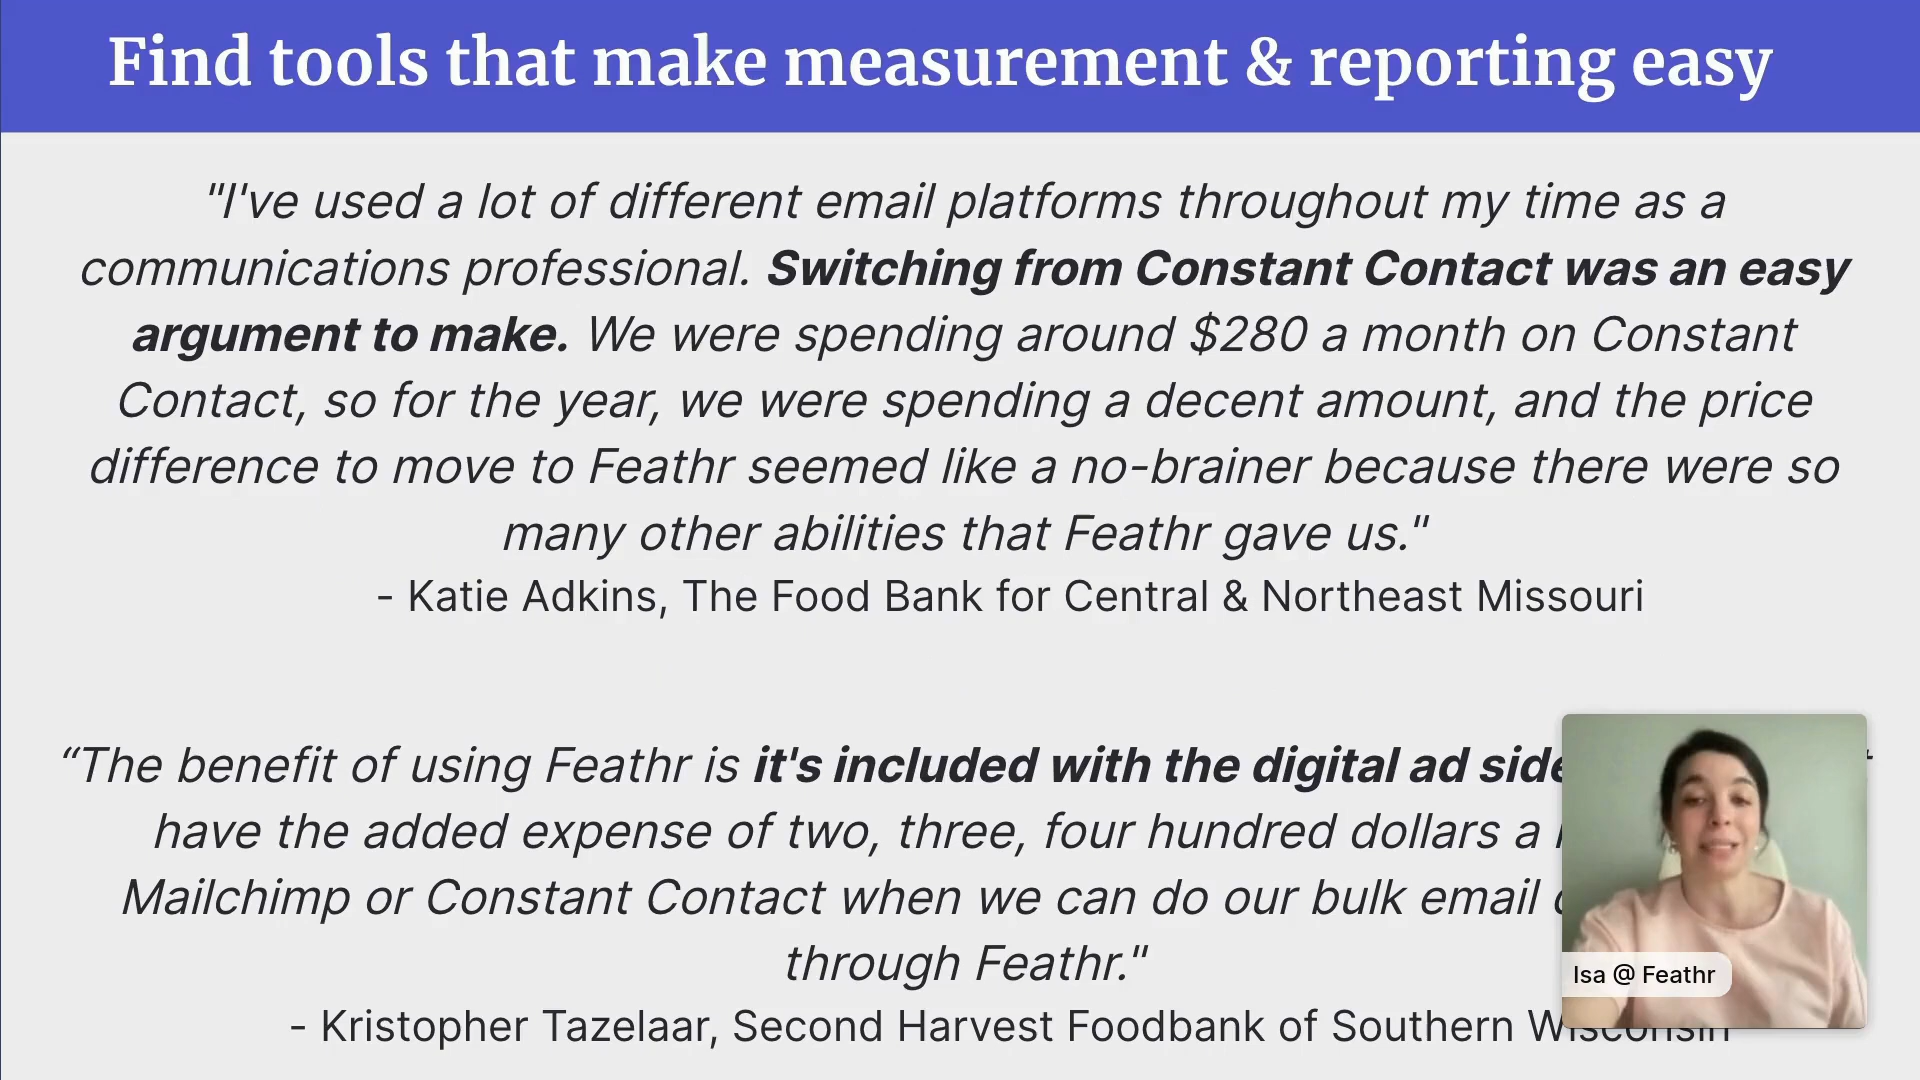 Find tools that make measurement & reporting easy
"I've used a lot of different email platforms throughout my time as a
communications professional. Switching from Constant Contact was an easy
argument to make. We were spending around $280 a month on Constant
Contact, so for the year, we were spending a decent amount, and the price
difference to move to Feathr seemed like a no-brainer because there were so
many other abilities that Feathr gave us."
- Katie Adkins, The Food Bank for Central & Northeast Missouri
“The benefit of using Feathr is it's included with the digital ad side
have the added expense of two, three, four hundred dollars a
Mailchimp or Constant Contact when we can do our bulk email
through Feathr."
Isa @ Feathr
- Kristopher Tazelaar, Second Harvest Foodbank of Southern Wisconsin